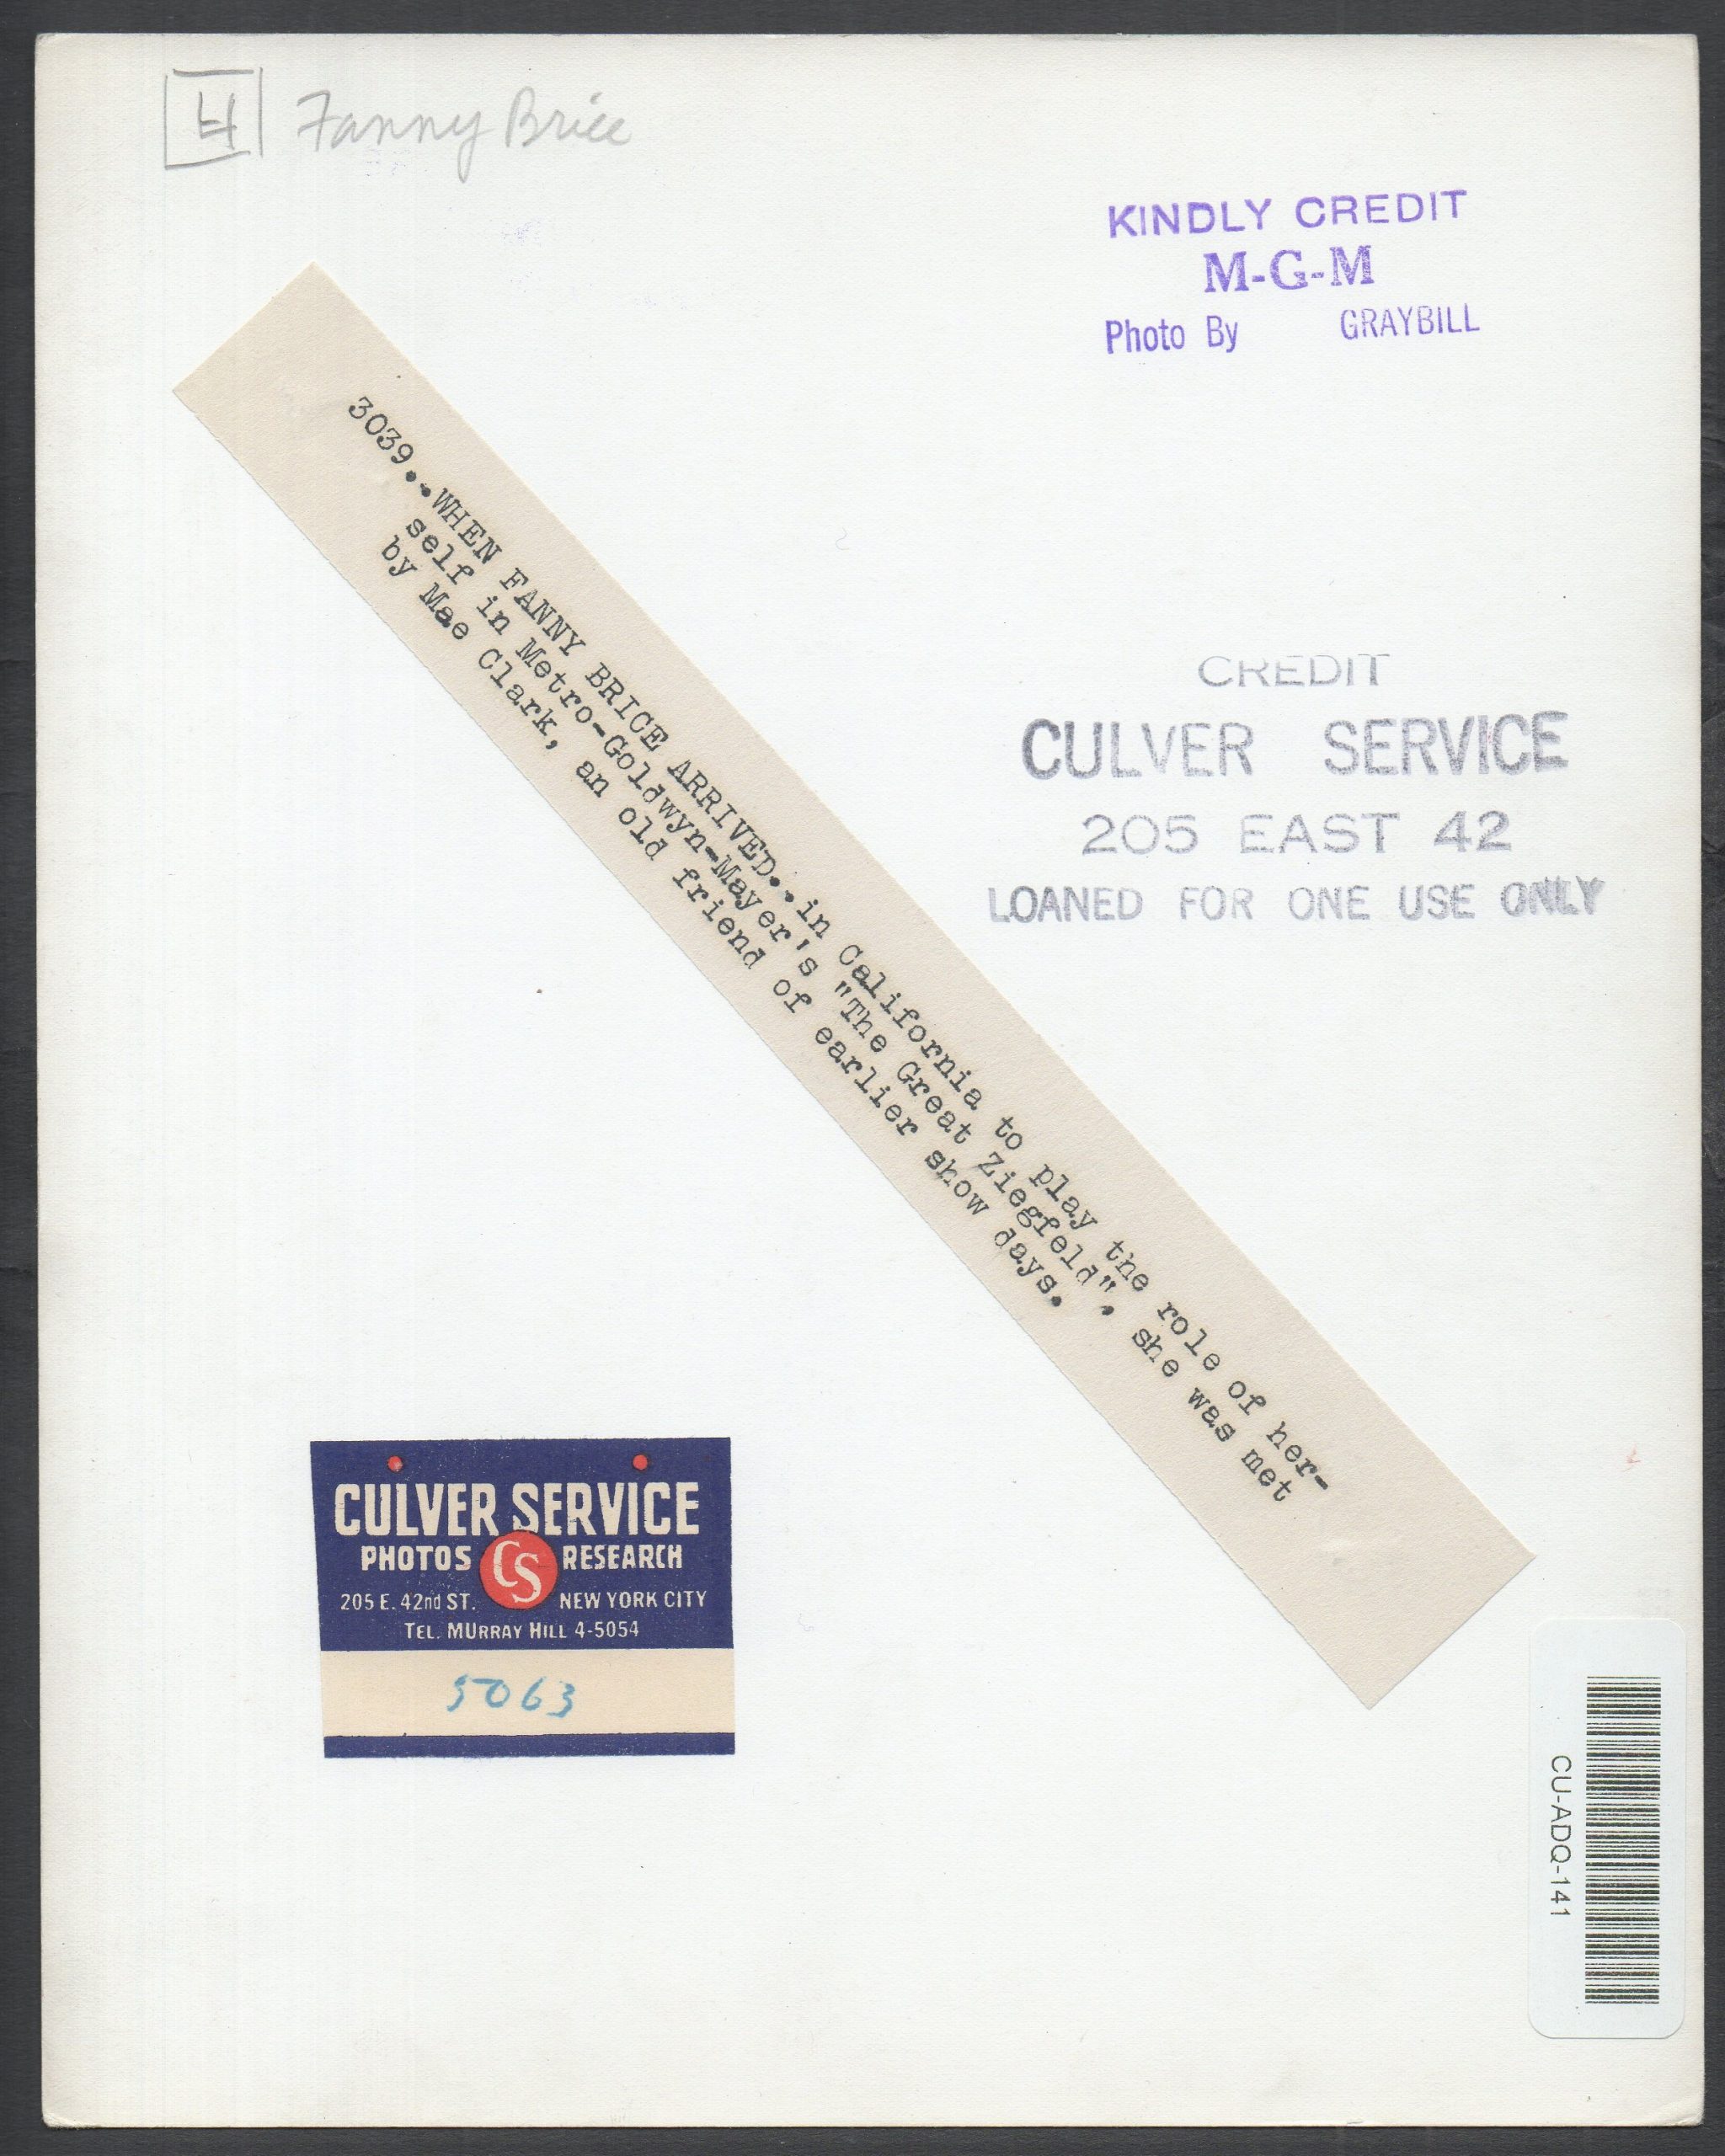 4 Fanny Brice
KINDLY CREDIT
M-G-M
Photo By GRAYBILL
3039..WHEN FANNY BRICE ARRIVED..in California to play the role of her-
self in Metro-Goldwyn-Mayer's "The Great Ziegfeld", she was met
by Mae Clark, an old friend of earlier show days.
CREDIT
CULVER SERVICE
205 EAST 42
LOANED FOR ONE USE ONLY
CULVER SERVICE
PHOTOS CS RESEARCH
205 E. 42nd ST. NEW YORK CITY
TEL. MURRAY HILL 4-5054
5063
CU-ADQ-141